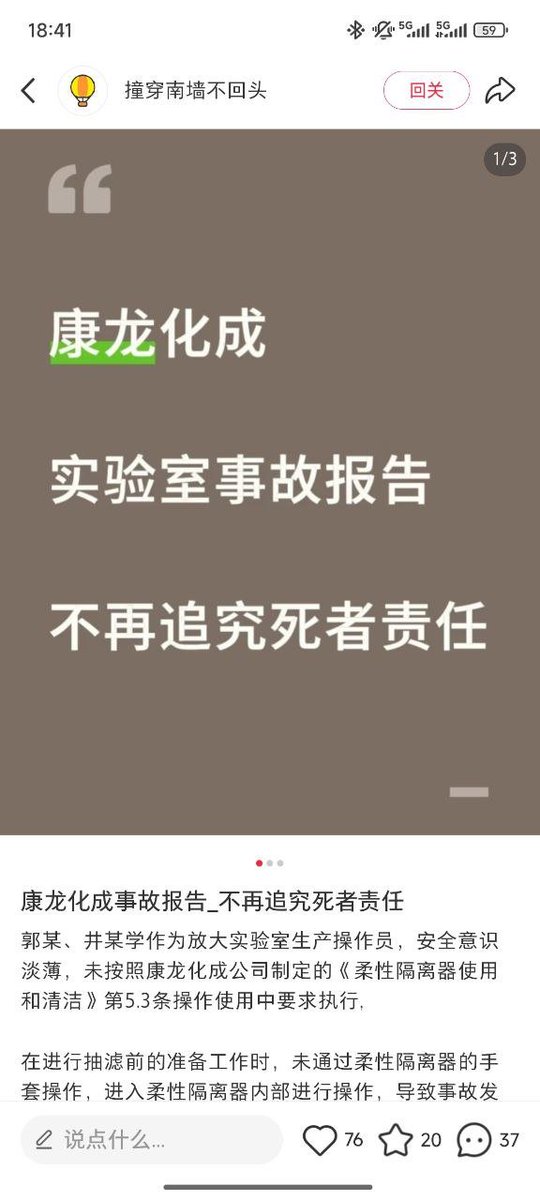 18:41
5G 5G 59
撞穿南墙不回头
回关
1/3
康龙化成
实验室事故报告
不再追究死者责任
康龙化成事故报告_不再追究死者责任
郭某、井某学作为放大实验室生产操作员，安全意识
淡薄，未按照康龙化成公司制定的《柔性隔离器使用
和清洁》第5.3条操作使用中要求执行，
在进行抽滤前的准备工作时，未通过柔性隔离器的手
套操作，进入柔性隔离器内部进行操作，导致事故发
说点什么...
76
20
37